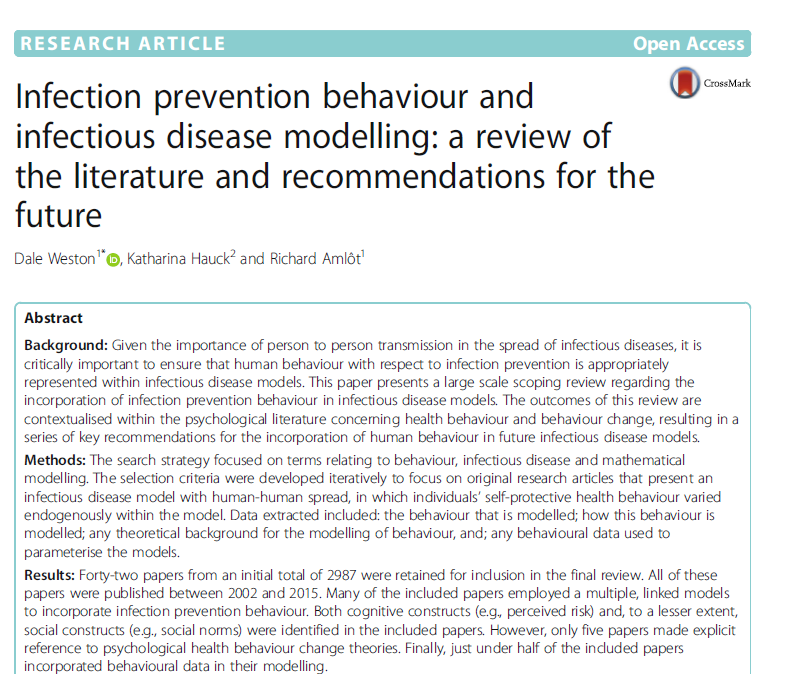 RESEARCH ARTICLE Open Access
CrossMark
Infection prevention behaviour and
infectious disease modelling: a review of
the literature and recommendations for the
future
Dale Weston1* iD, Katharina Hauck2 and Richard Amlôt1
Abstract
Background: Given the importance of person to person transmission in the spread of infectious diseases, it is
critically important to ensure that human behaviour with respect to infection prevention is appropriately
represented within infectious disease models. This paper presents a large scale scoping review regarding the
incorporation of infection prevention behaviour in infectious disease models. The outcomes of this review are
contextualised within the psychological literature concerning health behaviour and behaviour change, resulting in a
series of key recommendations for the incorporation of human behaviour in future infectious disease models.
Methods: The search strategy focused on terms relating to behaviour, infectious disease and mathematical
modelling. The selection criteria were developed iteratively to focus on original research articles that present an
infectious disease model with human-human spread, in which individuals' self-protective health behaviour varied
endogenously within the model. Data extracted included: the behaviour that is modelled; how this behaviour is
modelled; any theoretical background for the modelling of behaviour, and; any behavioural data used to
parameterise the models.
Results: Forty-two papers from an initial total of 2987 were retained for inclusion in the final review. All of these
papers were published between 2002 and 2015. Many of the included papers employed a multiple, linked models
to incorporate infection prevention behaviour. Both cognitive constructs (e.g., perceived risk) and, to a lesser extent,
social constructs (e.g., social norms) were identified in the included papers. However, only five papers made explicit
reference to psychological health behaviour change theories. Finally, just under half of the included papers
incorporated behavioural data in their modelling.